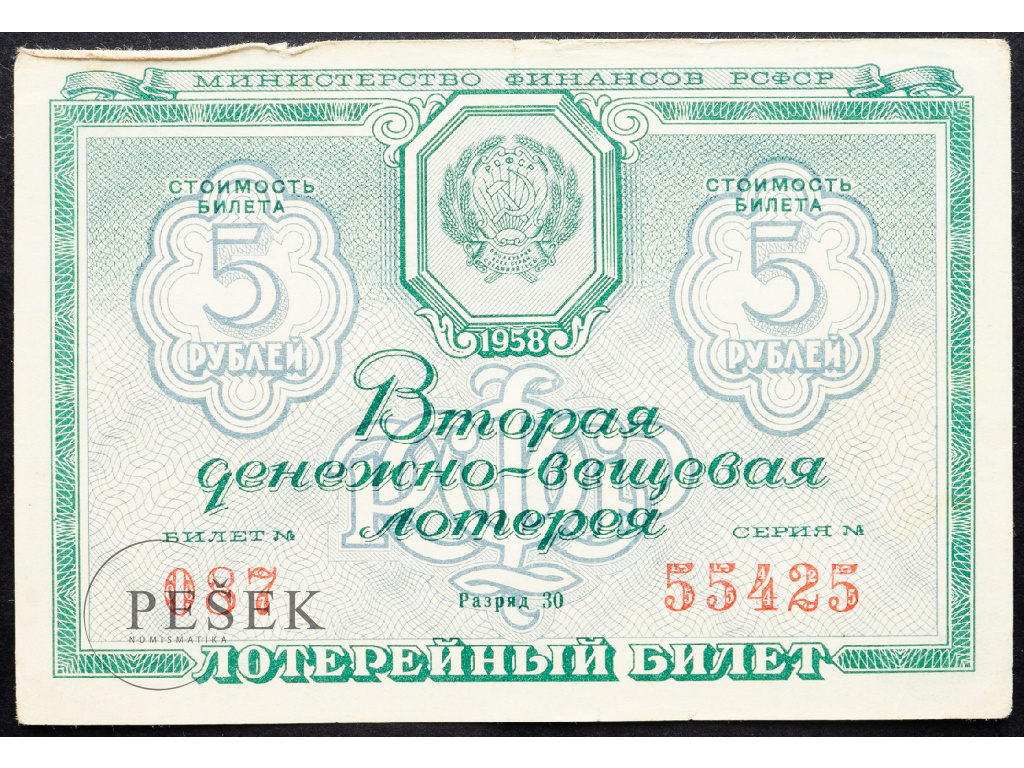 МИНИСТЕРСТВО ФИНАНСОВ РСФСР
РСФСР
СТОИМОСТЬ
БИЛЕТА
5
РУБЛЕЙ
СТОИМОСТЬ
БИЛЕТА
5
РУБЛЕЙ
1958
Вторая
денежно-вещевая
лотерея
БИЛЕТ №
087
СЕРИЯ №
55425
Разряд 30
PEŠEK
NUMISMATIKA
ЛОТЕРЕЙНЫЙ БИЛЕТ